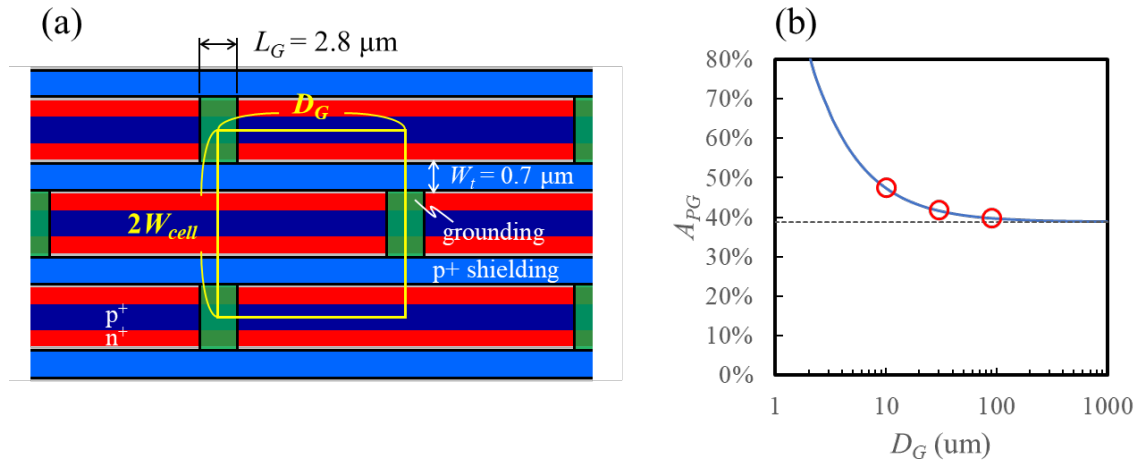 (a)
L_G = 2.8 μm
D_G
W_t = 0.7 μm
2W_cell
grounding
p+ shielding
p⁺
n⁺
(b)
80%
70%
60%
50%
40%
30%
20%
10%
0%
A_PG
1 10 100 1000
D_G (um)